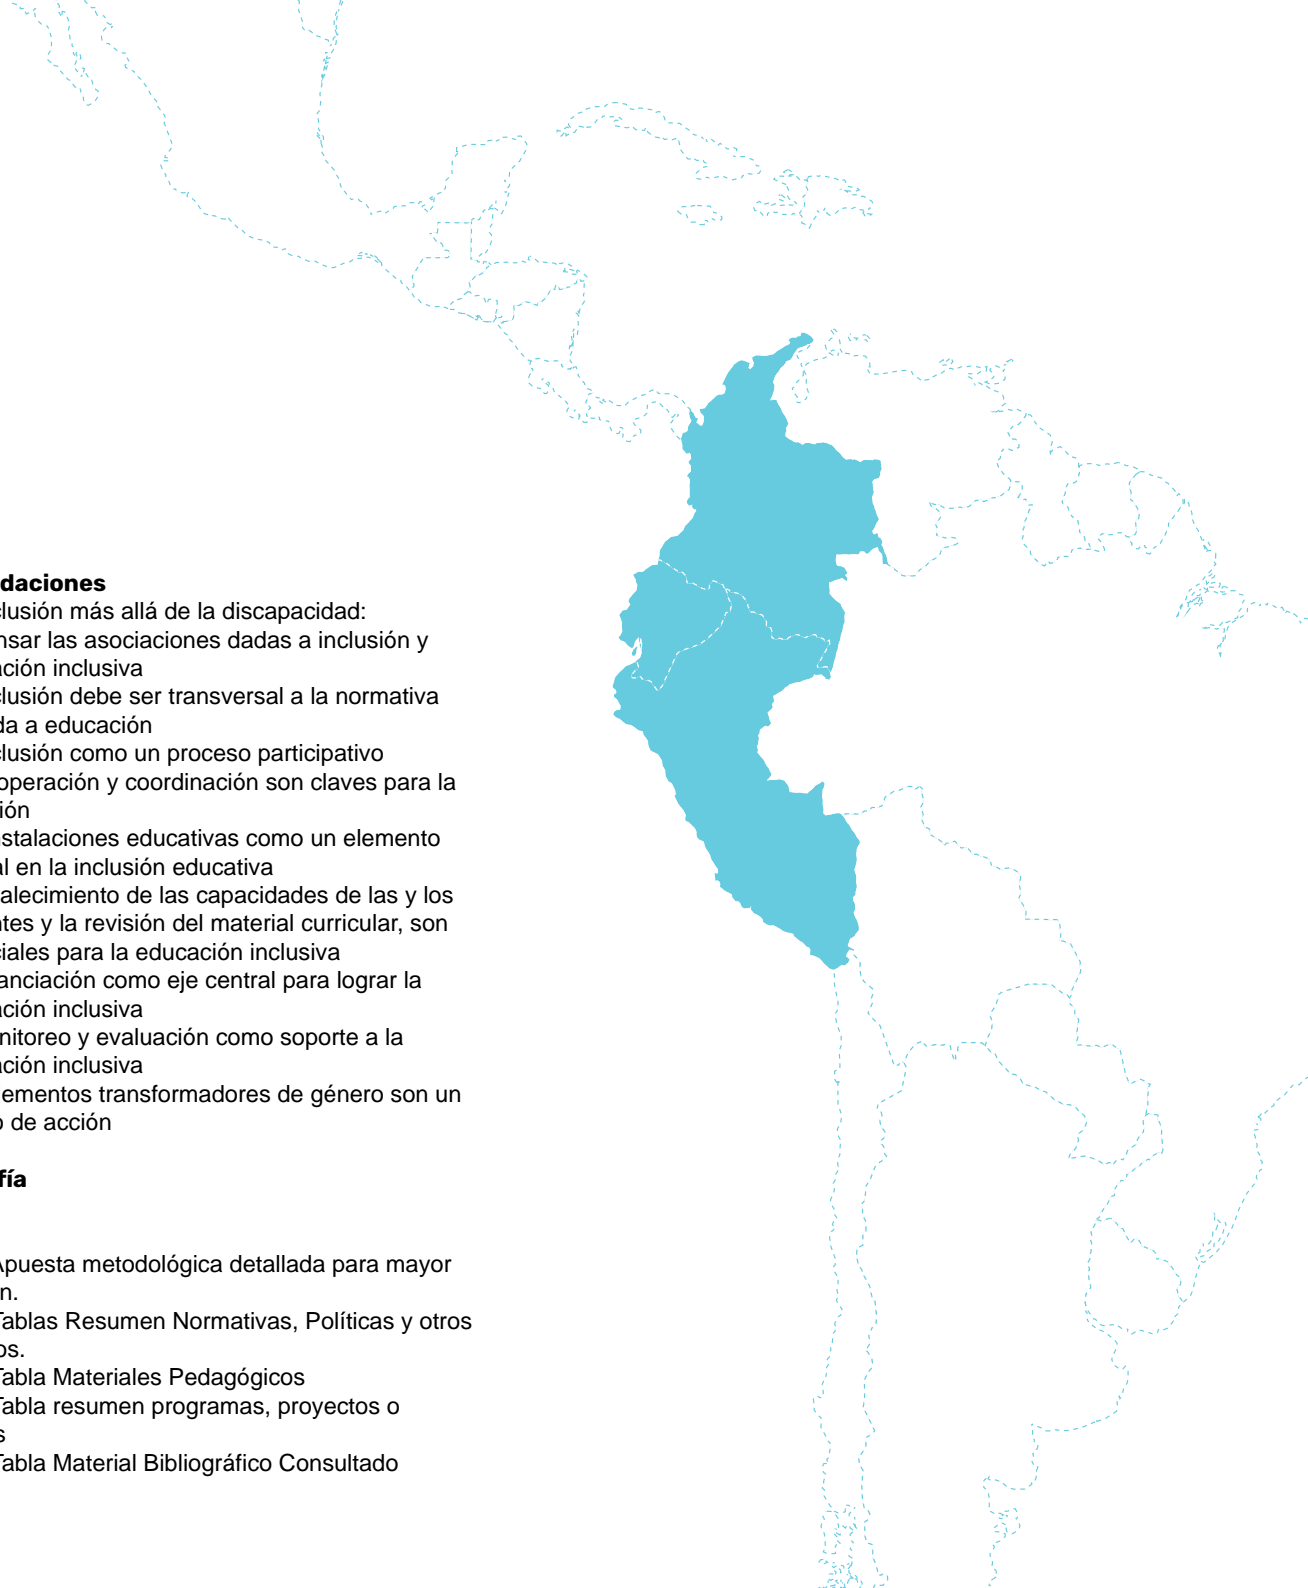 daciones
clusión más allá de la discapacidad:
nsar las asociaciones dadas a inclusión y
ación inclusiva
clusión debe ser transversal a la normativa
da a educación
clusión como un proceso participativo
operación y coordinación son claves para la
ión
nstalaciones educativas como un elemento
al en la inclusión educativa
talecimiento de las capacidades de las y los
ntes y la revisión del material curricular, son
ciales para la educación inclusiva
anciación como eje central para lograr la
ación inclusiva
nitoreo y evaluación como soporte a la
ación inclusiva
lementos transformadores de género son un
o de acción
fía
Apuesta metodológica detallada para mayor
n.
Tablas Resumen Normativas, Políticas y otros
os.
Tabla Materiales Pedagógicos
Tabla resumen programas, proyectos o
s
Tabla Material Bibliográfico Consultado